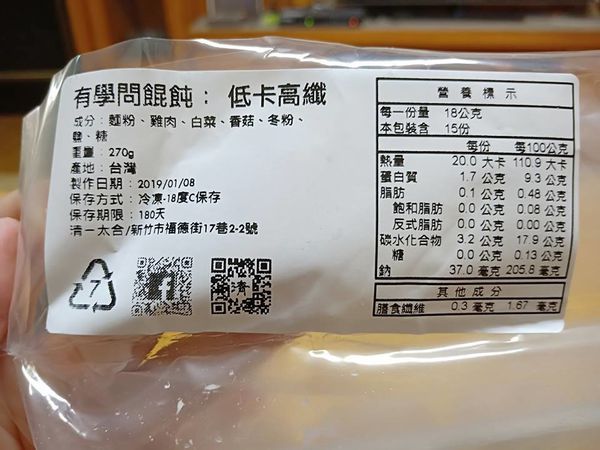 有學問餛飩： 低卡高纖
成分：麵粉、雞肉、白菜、香菇、冬粉、
鹽、糖
重量：270g
產地：台灣
製作日期：2019/01/08
保存方式：冷凍-18度C保存
保存期限：180天
清一太合/新竹市福德街17巷2-2號
7
f
清
營養標示
每一份量 18公克
本包裝含 15份
每份 每100公克
熱量 20.0 大卡 110.9 大卡
蛋白質 1.7 公克 9.3 公克
脂肪 0.1 公克 0.48 公克
飽和脂肪 0.0 公克 0.08 公克
反式脂肪 0.0 公克 0.00 公克
碳水化合物 3.2 公克 17.9 公克
糖 0.0 公克 0.13 公克
鈉 37.0 毫克 205.8 毫克
其他成分
膳食纖維 0.3 毫克 1.67 毫克